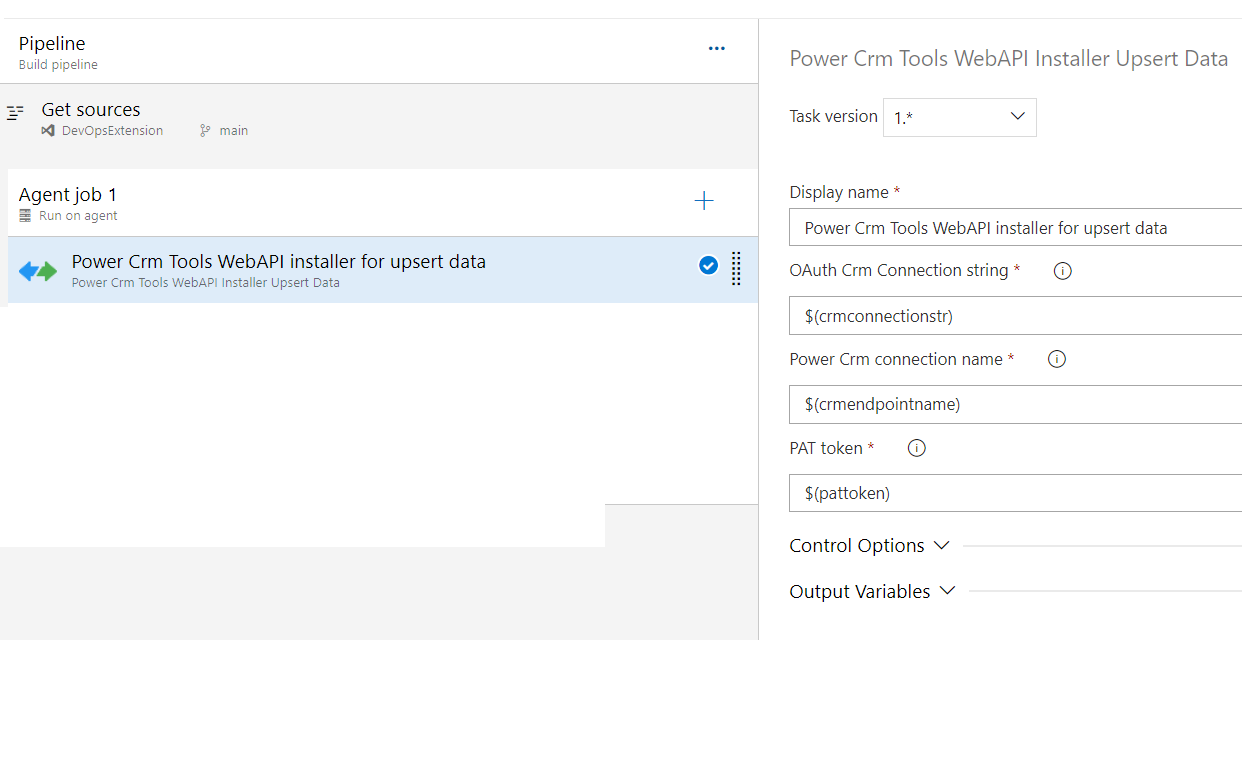 Pipeline
Build pipeline
Get sources
DevOpsExtension main
Agent job 1
Run on agent
Power Crm Tools WebAPI installer for upsert data
Power Crm Tools WebAPI Installer Upsert Data
Power Crm Tools WebAPI Installer Upsert Data
Task version 1.*
Display name *
Power Crm Tools WebAPI installer for upsert data
OAuth Crm Connection string *
$(crmconnectionstr)
Power Crm connection name *
$(crmendpointname)
PAT token *
$(pattoken)
Control Options
Output Variables